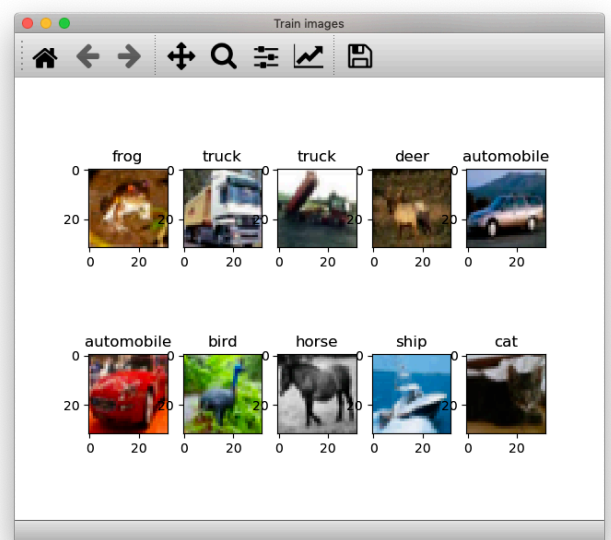 Train images
frog truck truck deer automobile
0 0 0 0 0
20 20 20 20 20
0 20 0 20 0 20 0 20 0 20
automobile bird horse ship cat
0 0 0 0 0
20 20 20 20 20
0 20 0 20 0 20 0 20 0 20